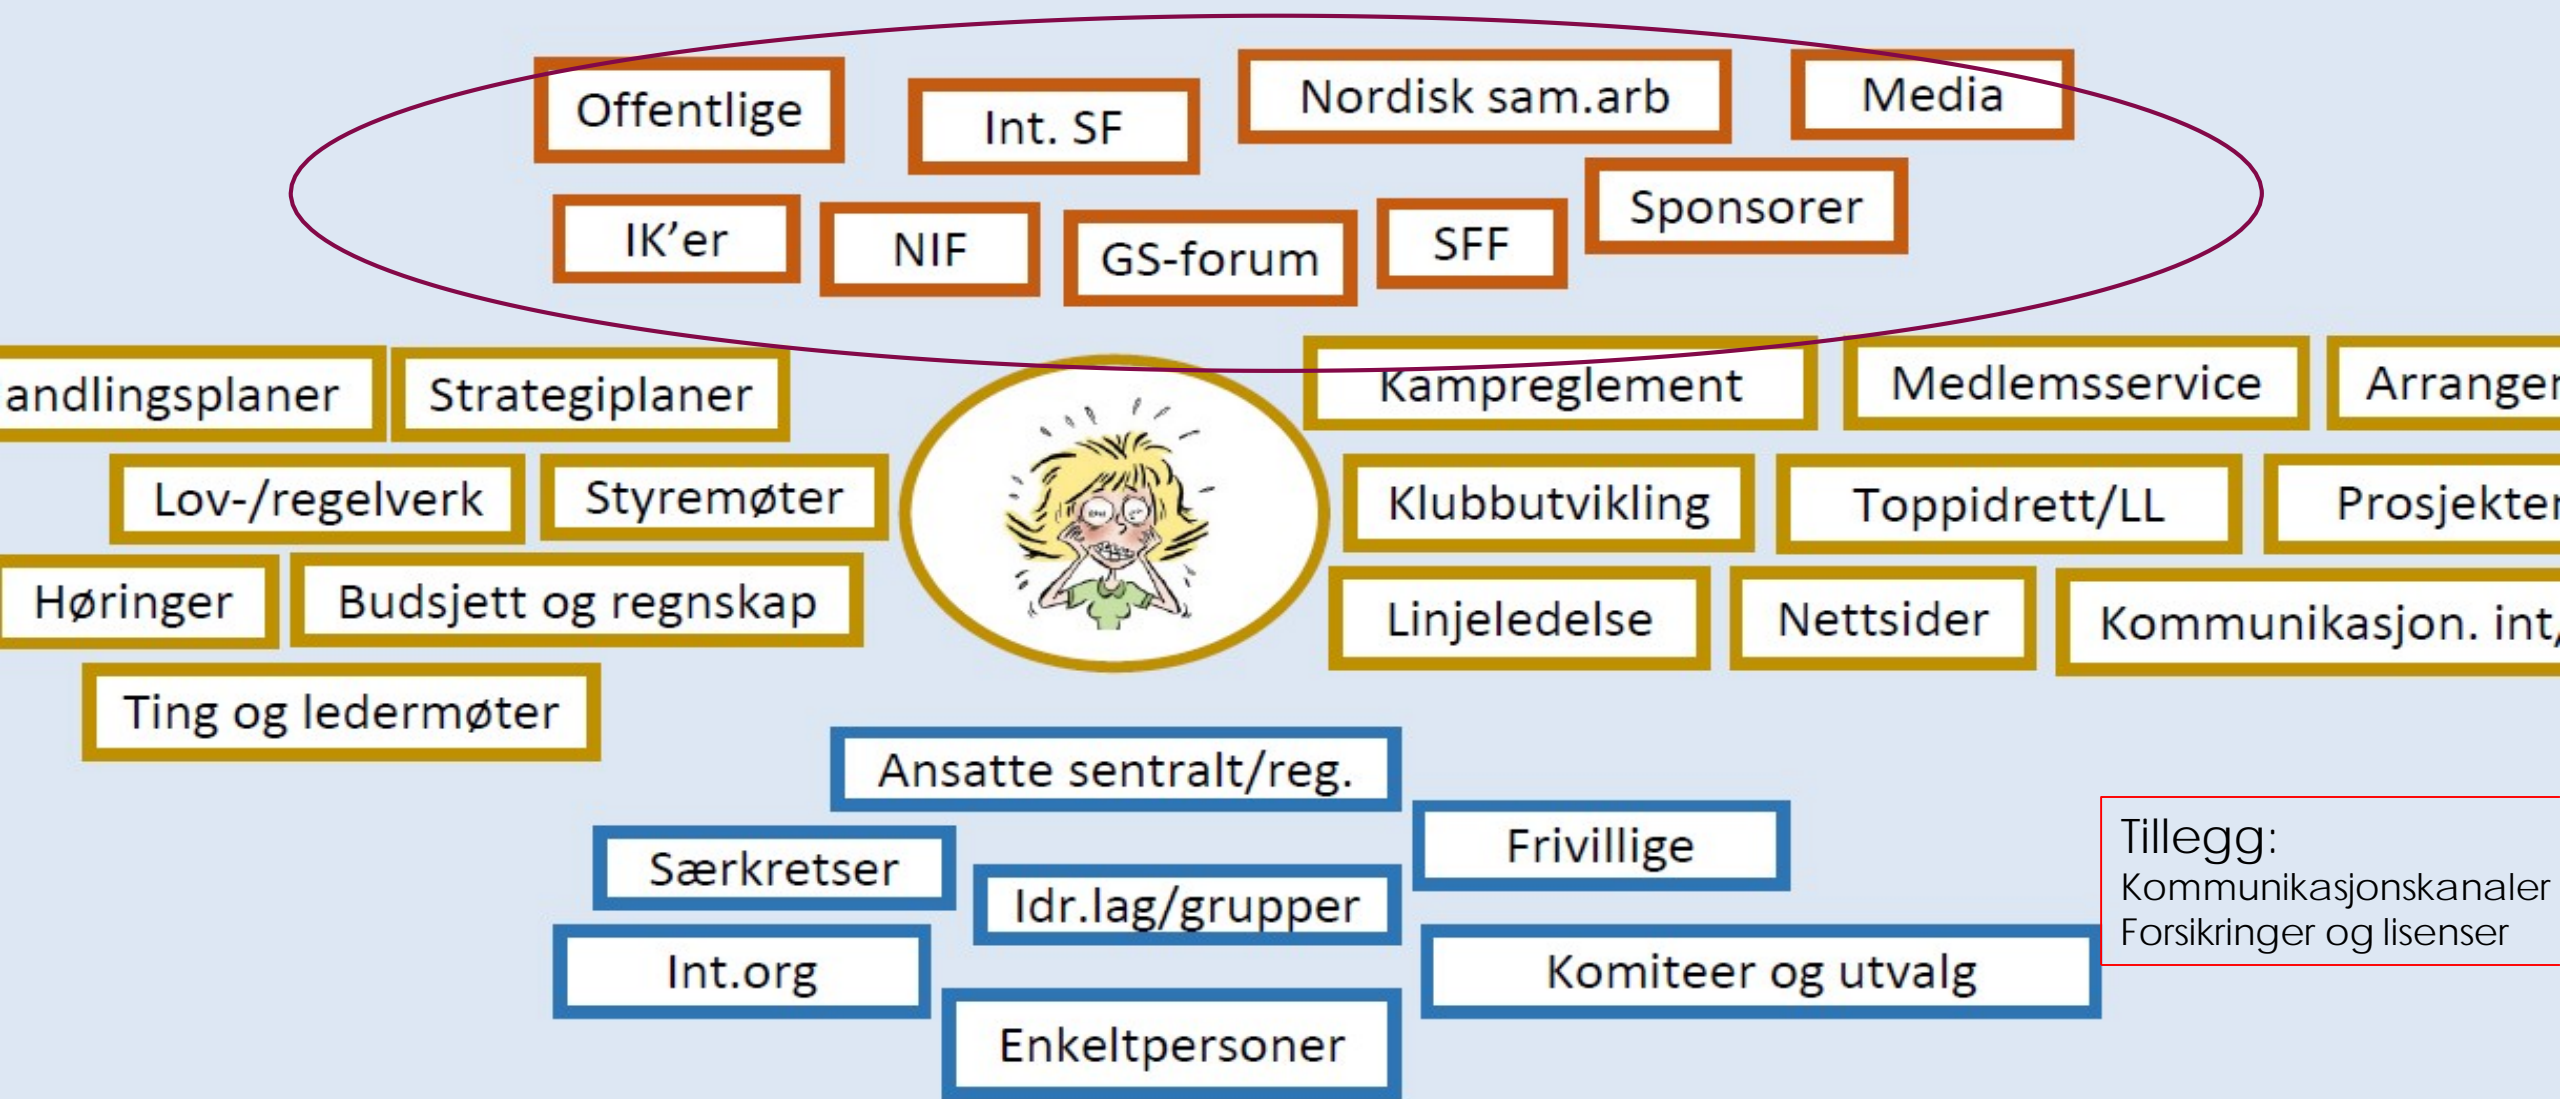 Offentlige
Int. SF
Nordisk sam.arb
Media
IK’er
NIF
GS-forum
SFF
Sponsorer
andlingsplaner
Strategiplaner
Kampreglement
Medlemsservice
Arranger
Lov-/regelverk
Styremøter
Klubbutvikling
Toppidrett/LL
Prosjekter
Høringer
Budsjett og regnskap
Linjeledelse
Nettsider
Kommunikasjon. int/
Ting og ledermøter
Ansatte sentralt/reg.
Særkretser
Frivillige
Idr.lag/grupper
Int.org
Komiteer og utvalg
Enkeltpersoner
Tillegg:
Kommunikasjonskanaler
Forsikringer og lisenser